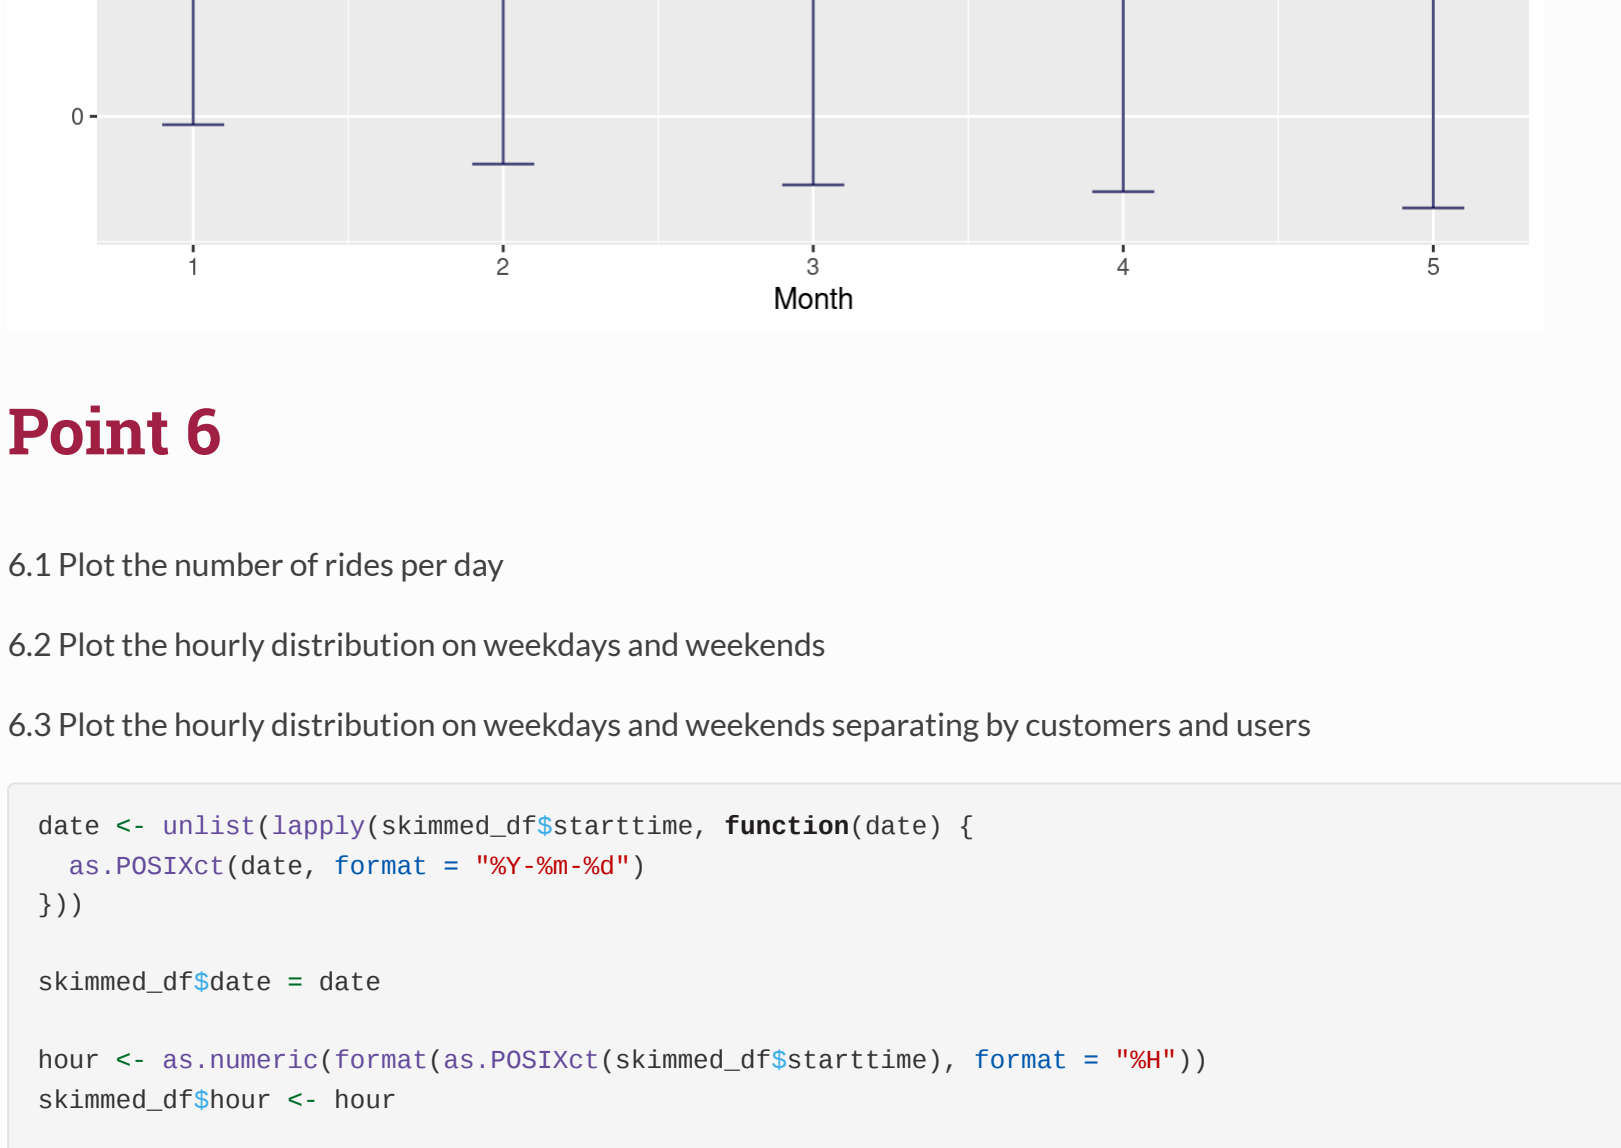 0
1 2 3 4 5
Month
Point 6
6.1 Plot the number of rides per day
6.2 Plot the hourly distribution on weekdays and weekends
6.3 Plot the hourly distribution on weekdays and weekends separating by customers and users
date <- unlist(lapply(skimmed_df$starttime, function(date) {
  as.POSIXct(date, format = "%Y-%m-%d")
}))
skimmed_df$date = date
hour <- as.numeric(format(as.POSIXct(skimmed_df$starttime), format = "%H"))
skimmed_df$hour <- hour